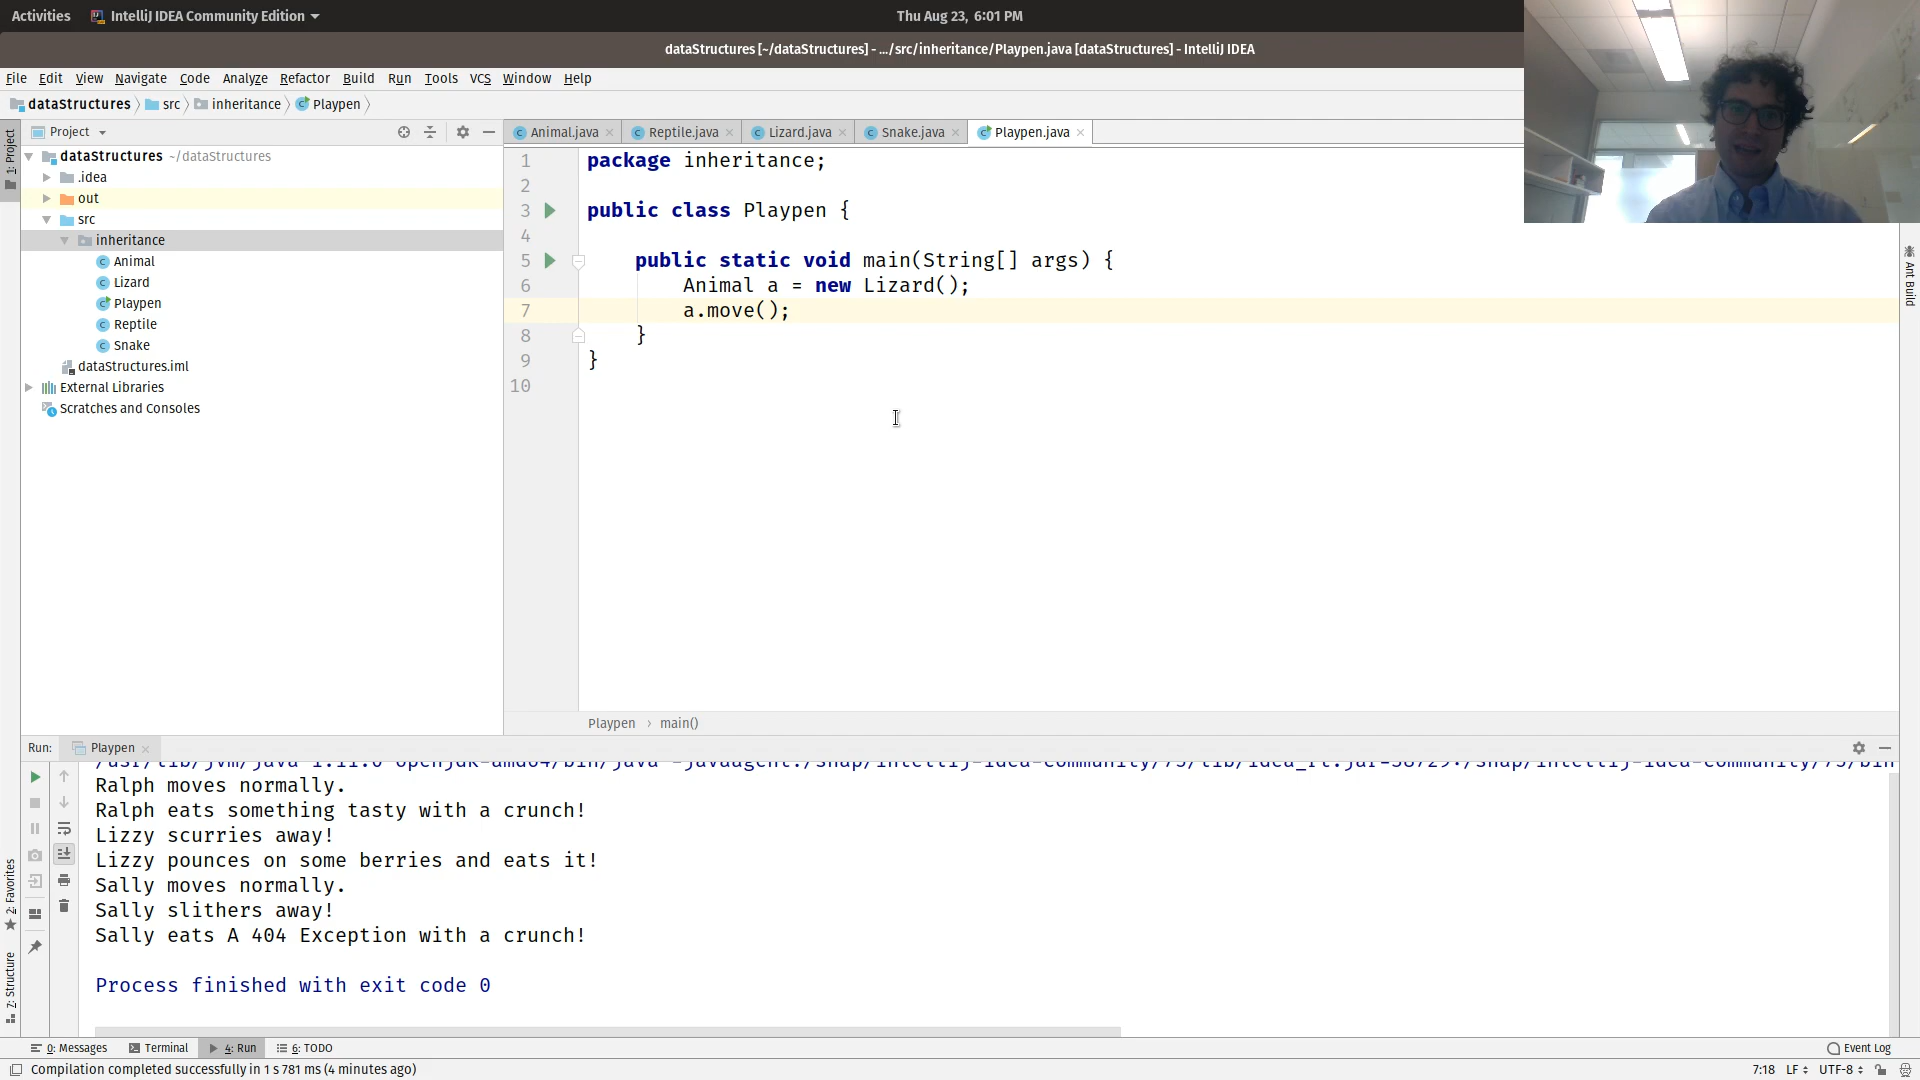 Activities IntelliJ IDEA Community Edition Thu Aug 23, 6:01 PM
dataStructures [~/dataStructures] - .../src/inheritance/Playpen.java [dataStructures] - IntelliJ IDEA
File Edit View Navigate Code Analyze Refactor Build Run Tools VCS Window Help
dataStructures src inheritance Playpen
1: Project
Project
dataStructures ~/dataStructures
.idea
out
src
inheritance
Animal
Lizard
Playpen
Reptile
Snake
dataStructures.iml
External Libraries
Scratches and Consoles
Animal.java Reptile.java Lizard.java Snake.java Playpen.java
1 package inheritance;
2
3 public class Playpen {
4
5 public static void main(String[] args) {
6 Animal a = new Lizard();
7 a.move();
8 }
9 }
10
Playpen › main()
Ant Build
Run: Playpen
Ralph moves normally.
Ralph eats something tasty with a crunch!
Lizzy scurries away!
Lizzy pounces on some berries and eats it!
Sally moves normally.
Sally slithers away!
Sally eats A 404 Exception with a crunch!
Process finished with exit code 0
2: Favorites
7: Structure
0: Messages Terminal 4: Run 6: TODO Event Log
Compilation completed successfully in 1 s 781 ms (4 minutes ago) 7:18 LF UTF-8